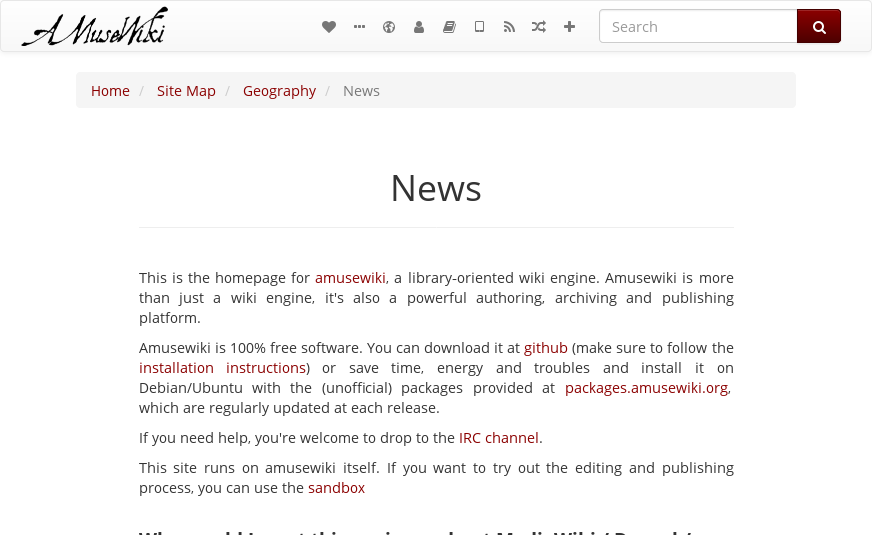 A MuseWiki
Search
Home / Site Map / Geography / News
News
This is the homepage for amusewiki, a library-oriented wiki engine. Amusewiki is more
than just a wiki engine, it's also a powerful authoring, archiving and publishing
platform.
Amusewiki is 100% free software. You can download it at github (make sure to follow the
installation instructions) or save time, energy and troubles and install it on
Debian/Ubuntu with the (unofficial) packages provided at packages.amusewiki.org,
which are regularly updated at each release.
If you need help, you're welcome to drop to the IRC channel.
This site runs on amusewiki itself. If you want to try out the editing and publishing
process, you can use the sandbox